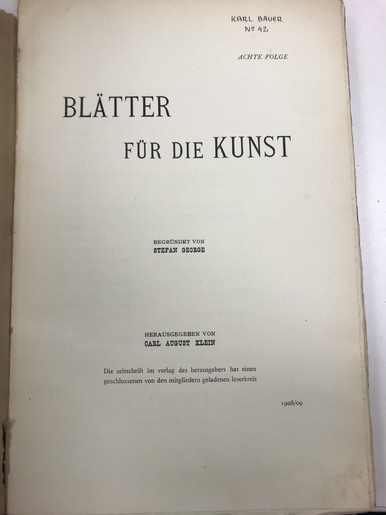 KARL BAUER
Nº 42
ACHTE FOLGE
BLÄTTER
FÜR DIE KUNST
BEGRÜNDET VON
STEFAN GEORGE
HERAUSGEGEBEN VON
CARL AUGUST KLEIN
Die zeitschrift im verlag des herausgebers hat einen
geschlossenen von den mitgliedern geladenen leserkreis
1908/09